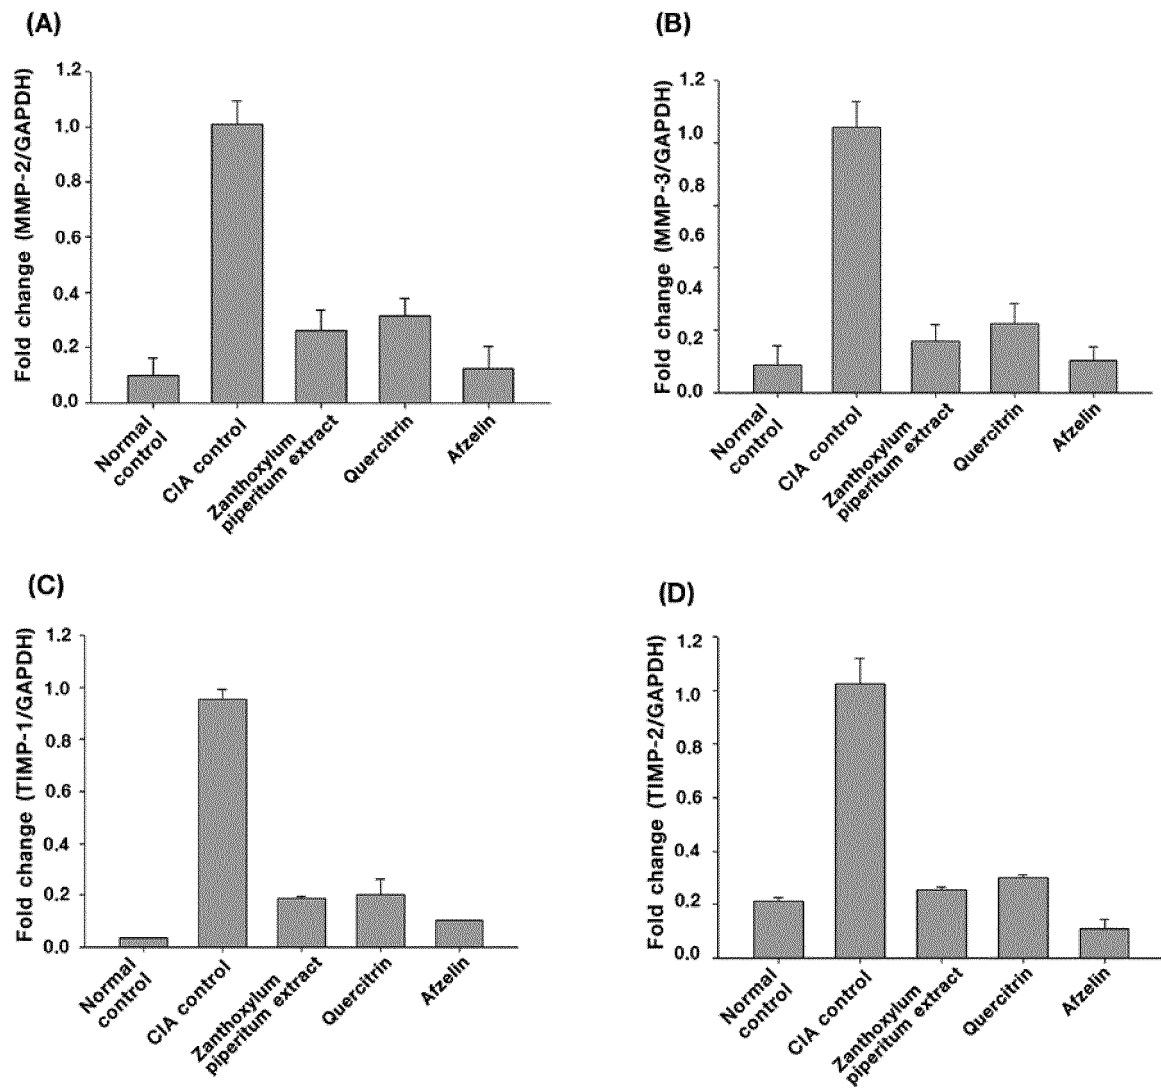 (A)
Fold change (MMP-2/GAPDH)
1.2
1.0
0.8
0.6
0.4
0.2
0.0
Normal
control
CIA control
Zanthoxylum
piperitum extract
Quercitrin
Afzelin
(B)
Fold change (MMP-3/GAPDH)
1.2
1.0
0.8
0.6
0.4
0.2
0.0
Normal
control
CIA control
Zanthoxylum
piperitum extract
Quercitrin
Afzelin
(C)
Fold change (TIMP-1/GAPDH)
1.2
1.0
0.8
0.6
0.4
0.2
0.0
Normal
control
CIA control
Zanthoxylum
piperitum extract
Quercitrin
Afzelin
(D)
Fold change (TIMP-2/GAPDH)
1.2
1.0
0.8
0.6
0.4
0.2
0.0
Normal
control
CIA control
Zanthoxylum
piperitum extract
Quercitrin
Afzelin